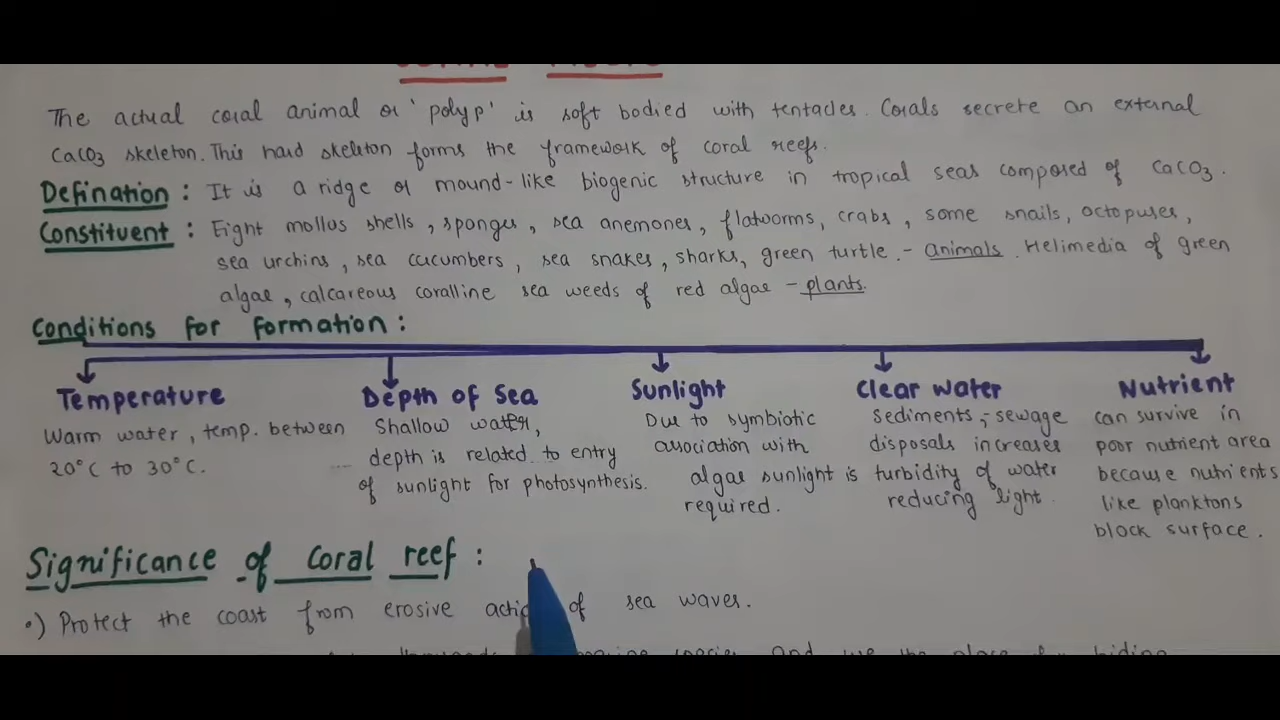 The actual coral animal or 'polyp' is soft bodied with tentacles. Corals secrete an external
CaCO3 skeleton. This hard skeleton forms the framework of coral reefs.
Defination : It is a ridge or mound-like biogenic structure in tropical seas composed of CaCO3.
Constituent : Eight mollus shells, sponges, sea anemones, flatworms, crabs, some snails, octopuses,
sea urchins, sea cucumbers, sea snakes, sharks, green turtle. - animals. Helimedia of green
algae, calcareous coralline sea weeds of red algae - plants.
Conditions for formation :
Temperature
Warm water, temp. between
20°C to 30°C.
Depth of Sea
Shallow water,
depth is related to entry
of sunlight for photosynthesis.
Sunlight
Due to symbiotic
association with
algae sunlight is
required.
Clear water
Sediments, sewage
disposals increases
turbidity of water
reducing light.
Nutrient
can survive in
poor nutrient area
because nutrients
like planktons
block surface.
Significance of coral reef :
•) Protect the coast from erosive of sea waves.